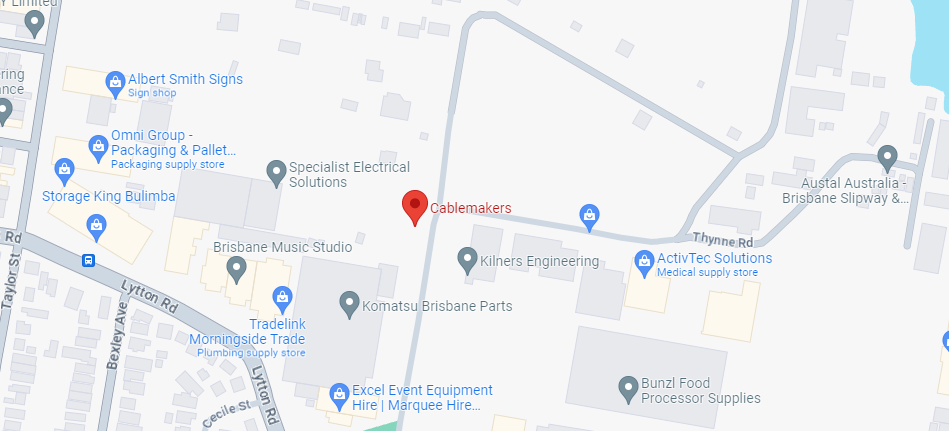 Y Limited
ering
nce
Albert Smith Signs
Sign shop
Omni Group -
Packaging & Pallet...
Packaging supply store
Storage King Bulimba
Specialist Electrical
Solutions
Cablemakers
Austal Australia -
Brisbane Slipway &...
Rd
Taylor St
Brisbane Music Studio
Kilners Engineering
Thynne Rd
ActivTec Solutions
Medical supply store
Lytton Rd
Bexley Ave
Komatsu Brisbane Parts
Tradelink
Morningside Trade
Plumbing supply store
Lytton Rd
Excel Event Equipment
Hire | Marquee Hire...
Cecile St
Bunzl Food
Processor Supplies